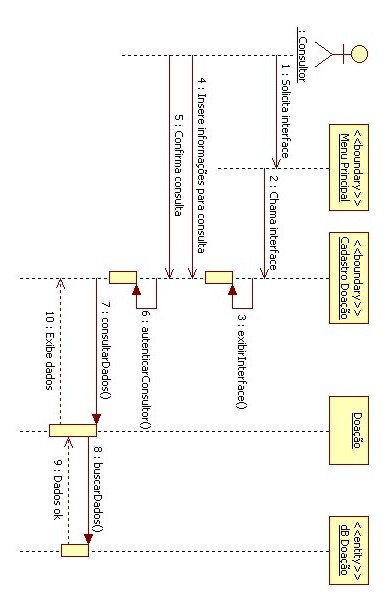 : Consultor
<<boundary>>
Menu Principal
<<boundary>>
Cadastro Doação
Doação
<<entity>>
dB Doação
1 : Solicita interface
2 : Chama interface
3 : exibirInterface()
4 : Insere informações para consulta
5 : Confirma consulta
6 : autenticarConsultor()
7 : consultarDados()
8 : buscarDados()
9 : Dados ok
10 : Exibe dados